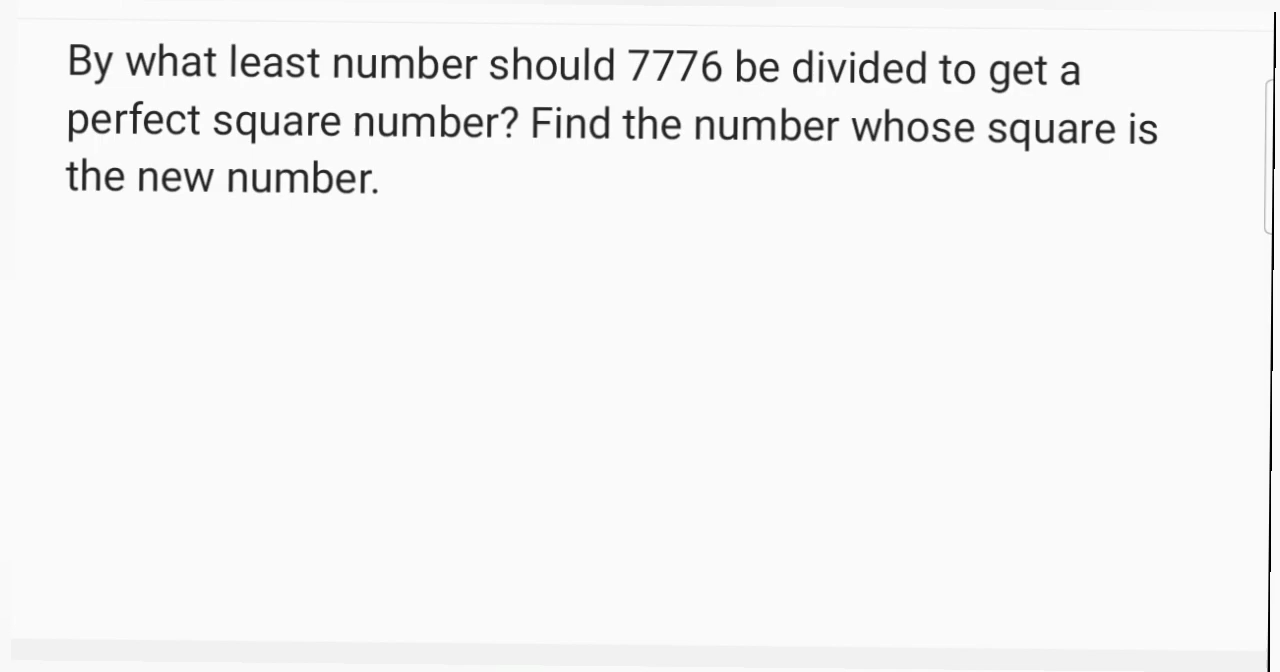 By what least number should 7776 be divided to get a
perfect square number? Find the number whose square is
the new number.